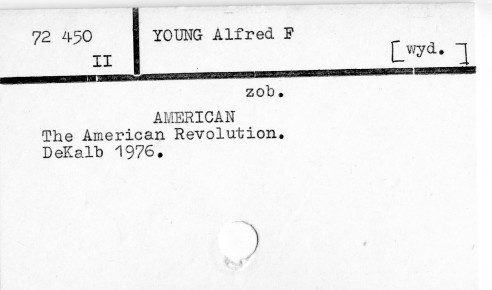 72 450
II
YOUNG Alfred F
[wyd.]
zob.
AMERICAN
The American Revolution.
DeKalb 1976.